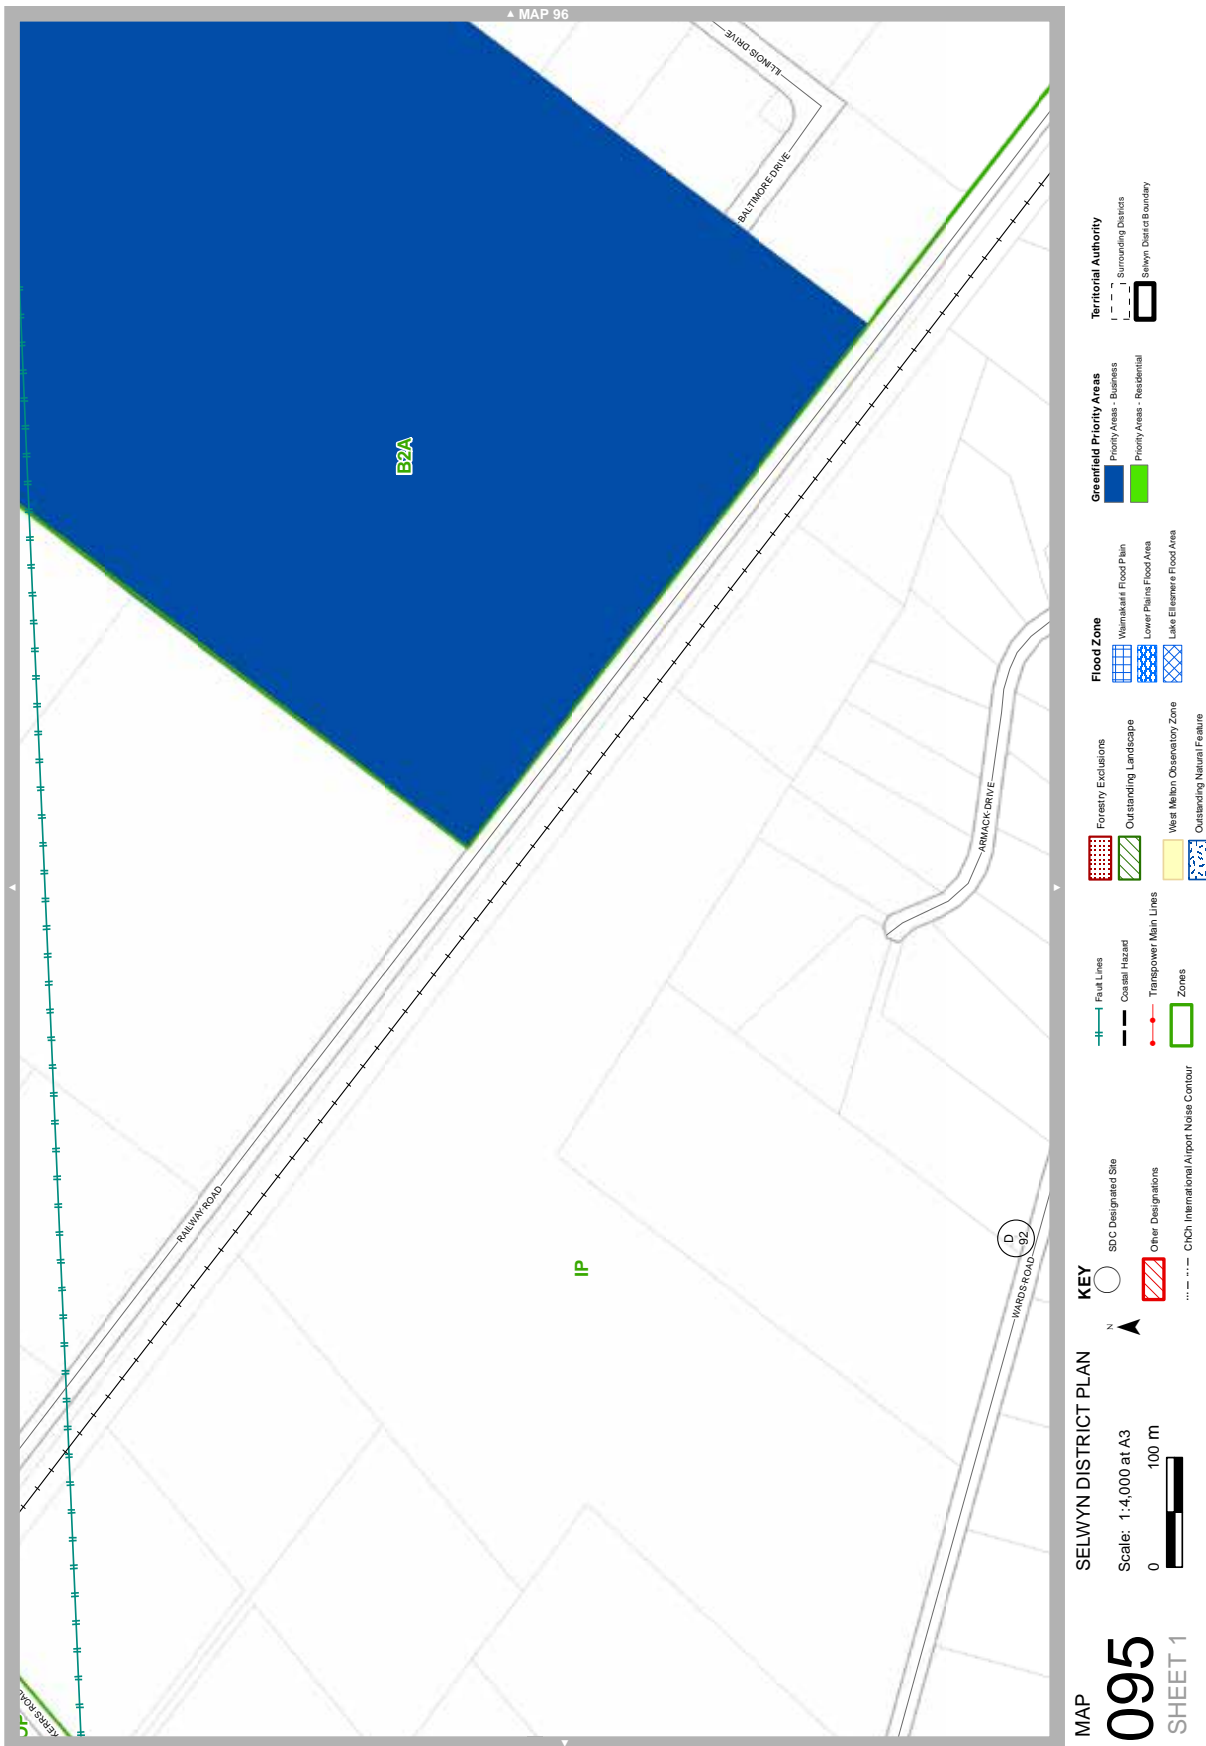 ▲ MAP 96
ILLINOIS DRIVE
BALTIMORE DRIVE
B2A
ARMACK DRIVE
RAILWAY ROAD
IP
D
92
WARDS ROAD
KERRS ROAD
MAP
095
SHEET 1
SELWYN DISTRICT PLAN
Scale: 1:4,000 at A3
0 100 m
N
KEY
SDC Designated Site
Other Designations
ChCh International Airport Noise Contour
Fault Lines
Coastal Hazard
Transpower Main Lines
Zones
Forestry Exclusions
Outstanding Landscape
West Melton Observatory Zone
Outstanding Natural Feature
Flood Zone
Waimakariri Flood Plain
Lower Plains Flood Area
Lake Ellesmere Flood Area
Greenfield Priority Areas
Priority Areas - Business
Priority Areas - Residential
Territorial Authority
Surrounding Districts
Selwyn District Boundary